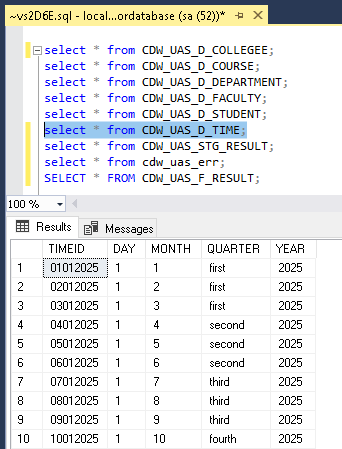 ~vs2D6E.sql - local...ordatabase (sa (52))*
select * from CDW_UAS_D_COLLEGEE;
select * from CDW_UAS_D_COURSE;
select * from CDW_UAS_D_DEPARTMENT;
select * from CDW_UAS_D_FACULTY;
select * from CDW_UAS_D_STUDENT;
select * from CDW_UAS_D_TIME;
select * from CDW_UAS_STG_RESULT;
select * from cdw_uas_err;
SELECT * FROM CDW_UAS_F_RESULT;
100 %
Results Messages
TIMEID DAY MONTH QUARTER YEAR
1 01012025 1 1 first 2025
2 02012025 1 2 first 2025
3 03012025 1 3 first 2025
4 04012025 1 4 second 2025
5 05012025 1 5 second 2025
6 06012025 1 6 second 2025
7 07012025 1 7 third 2025
8 08012025 1 8 third 2025
9 09012025 1 9 third 2025
10 10012025 1 10 fourth 2025